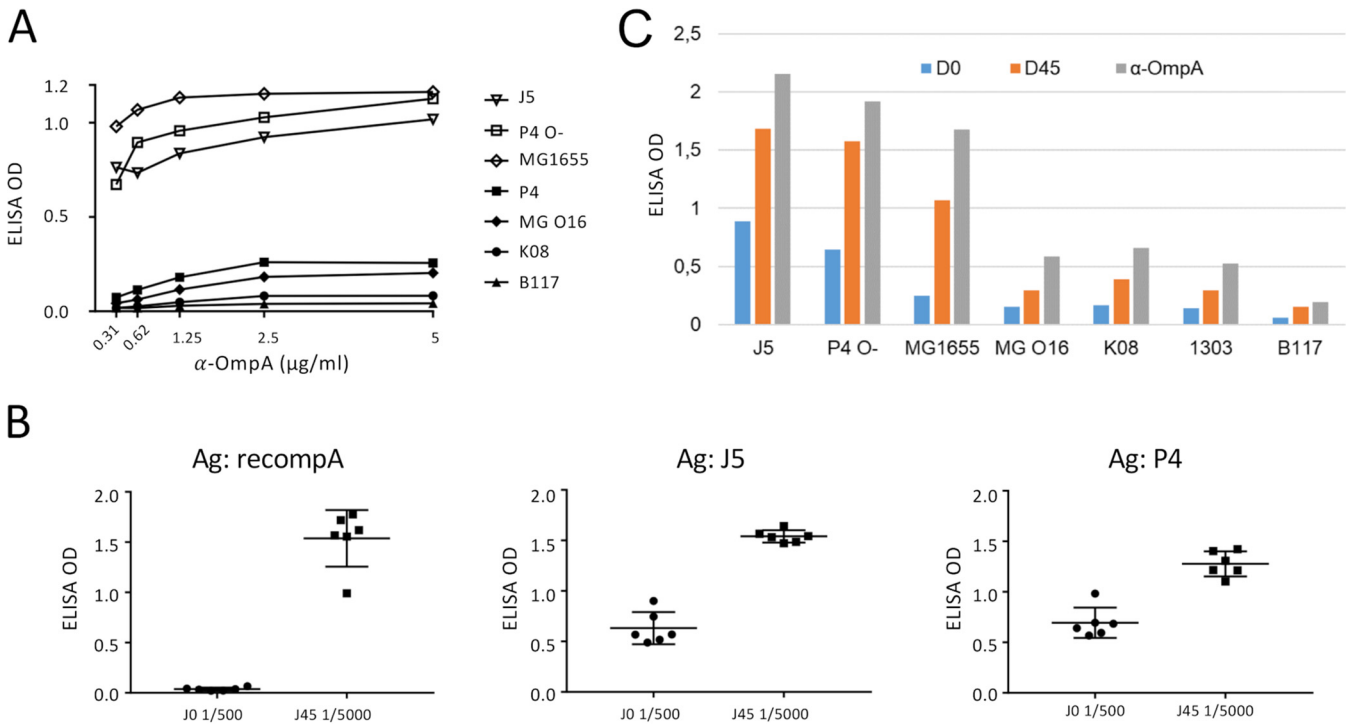 A
ELISA OD
1.2
1.0
0.5
0.0
0.31
0.62
1.25
2.5
5
α-OmpA (µg/ml)
J5
P4 O-
MG1655
P4
MG O16
K08
B117
C
ELISA OD
2,5
2
1,5
1
0,5
0
D0
D45
α-OmpA
J5
P4 O-
MG1655
MG O16
K08
1303
B117
B
Ag: recompA
ELISA OD
2.0
1.5
1.0
0.5
0.0
J0 1/500
J45 1/5000
Ag: J5
ELISA OD
2.0
1.5
1.0
0.5
0.0
J0 1/500
J45 1/5000
Ag: P4
ELISA OD
2.0
1.5
1.0
0.5
0.0
J0 1/500
J45 1/5000